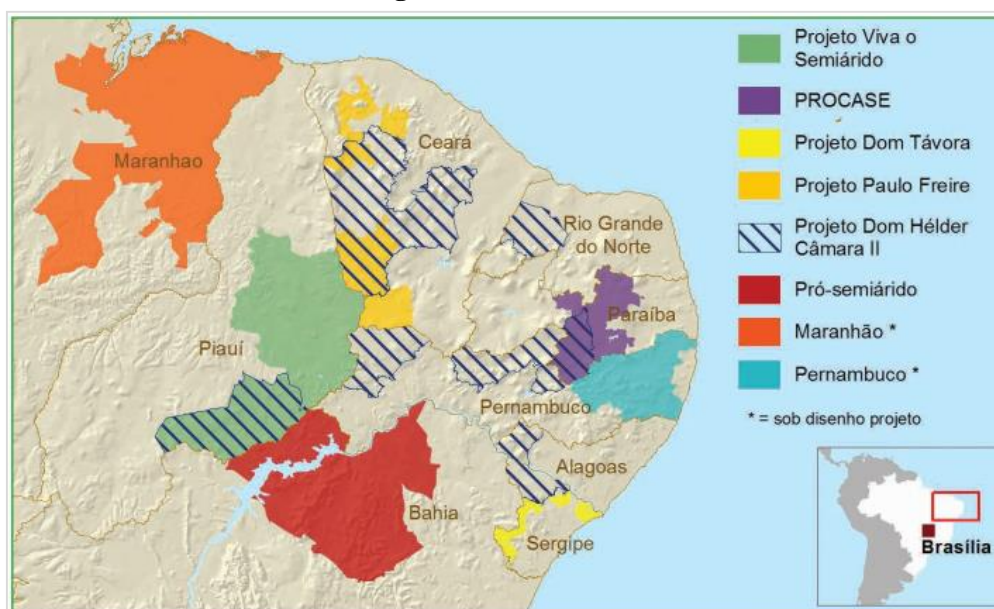 Maranhao
Ceará
Rio Grande
do Norte
Paraíba
Piauí
Pernambuco
Alagoas
Bahia
Sergipe
Projeto Viva o
Semiárido
PROCASE
Projeto Dom Távora
Projeto Paulo Freire
Projeto Dom Hélder
Câmara II
Pró-semiárido
Maranhão *
Pernambuco *
* = sob disenho projeto
Brasília